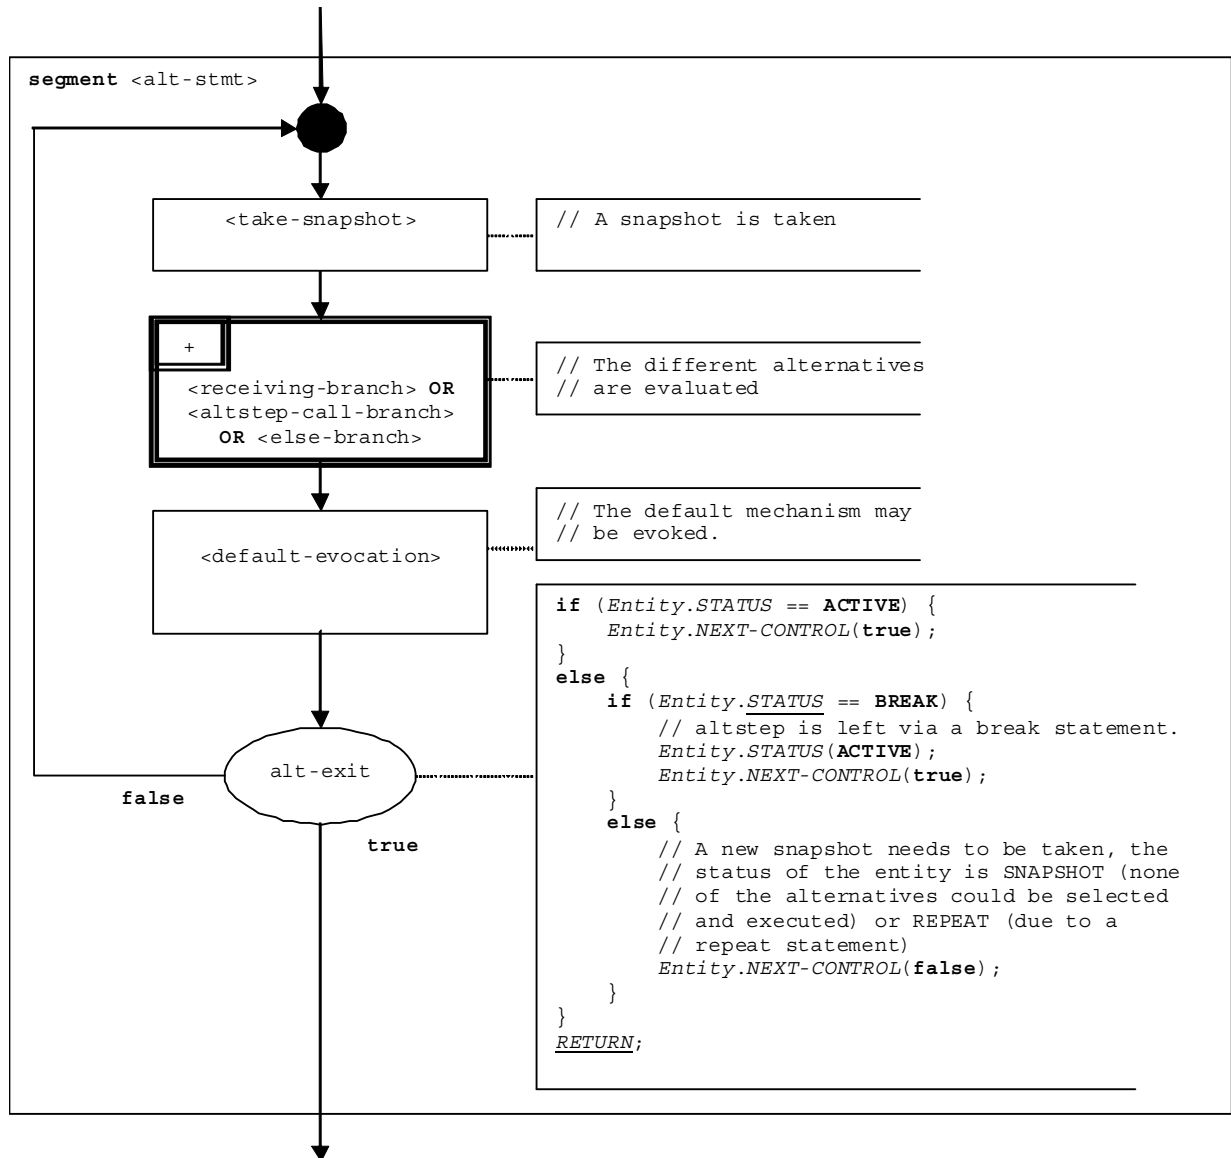 segment <alt-stmt>
<take-snapshot>
// A snapshot is taken
+
<receiving-branch> OR
<altstep-call-branch>
OR <else-branch>
// The different alternatives
// are evaluated
<default-evocation>
// The default mechanism may
// be evoked.
alt-exit
false
true
if (Entity.STATUS == ACTIVE) {
Entity.NEXT-CONTROL(true);
}
else {
if (Entity.STATUS == BREAK) {
// altstep is left via a break statement.
Entity.STATUS(ACTIVE);
Entity.NEXT-CONTROL(true);
}
else {
// A new snapshot needs to be taken, the
// status of the entity is SNAPSHOT (none
// of the alternatives could be selected
// and executed) or REPEAT (due to a
// repeat statement)
Entity.NEXT-CONTROL(false);
}
}
RETURN;